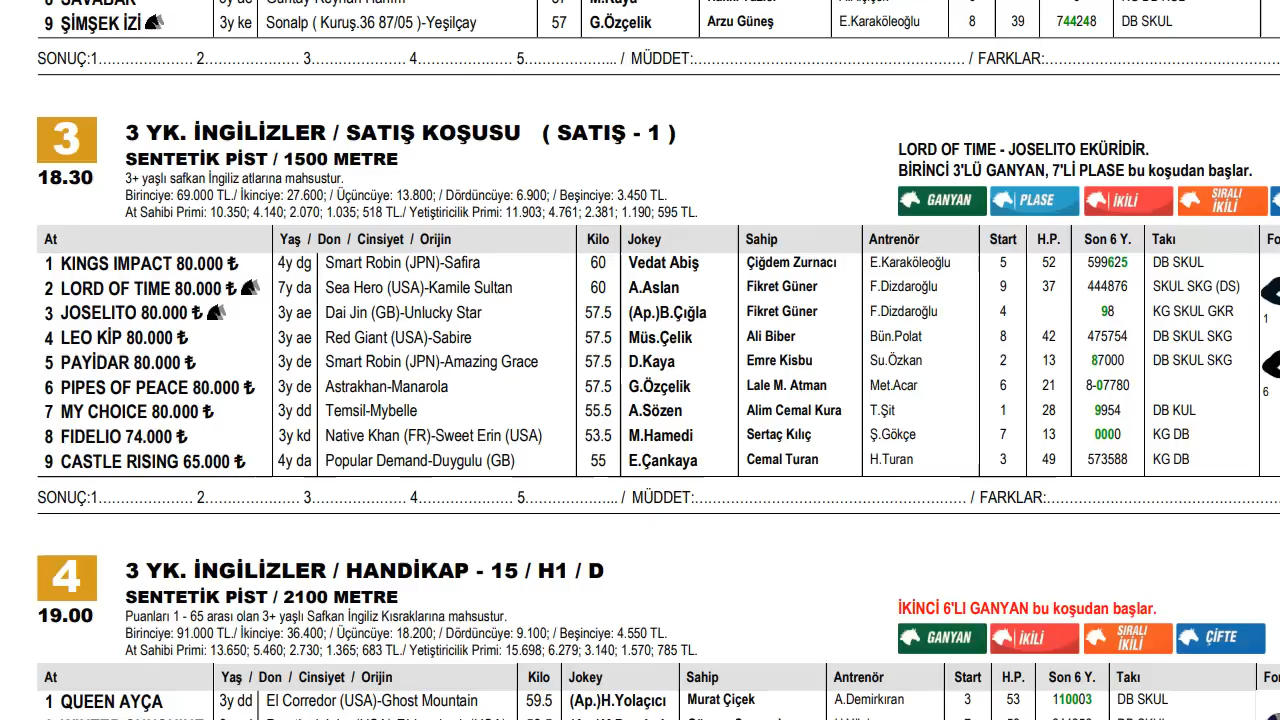 9 ŞİMŞEK İZİ 3y ke Sonalp ( Kuruş.36 87/05 )-Yeşilçay 57 G.Özçelik Arzu Güneş E.Karaköleoğlu 8 39 744248 DB SKUL
SONUÇ:1..................... 2..................... 3..................... 4..................... 5..................... / MÜDDET:............................................................. / FARKLAR:.....................................................
3
18.30
3 YK. İNGİLİZLER / SATIŞ KOŞUSU ( SATIŞ - 1 )
SENTETİK PİST / 1500 METRE
3+ yaşlı safkan İngiliz atlarına mahsustur.
Birinciye: 69.000 TL./ İkinciye: 27.600; / Üçüncüye: 13.800; / Dördüncüye: 6.900; / Beşinciye: 3.450 TL.
At Sahibi Primi: 10.350; 4.140; 2.070; 1.035; 518 TL./ Yetiştiricilik Primi: 11.903; 4.761; 2.381; 1.190; 595 TL.
LORD OF TIME - JOSELITO EKÜRİDİR.
BİRİNCİ 3'LÜ GANYAN, 7'Lİ PLASE bu koşudan başlar.
GANYAN PLASE İKİLİ SIRALI İKİLİ
At Yaş / Don / Cinsiyet / Orijin Kilo Jokey Sahip Antrenör Start H.P. Son 6 Y. Takı Fo
1 KINGS IMPACT 80.000 ₺ 4y dg Smart Robin (JPN)-Safira 60 Vedat Abiş Çiğdem Zurnacı E.Karaköleoğlu 5 52 599625 DB SKUL
2 LORD OF TIME 80.000 ₺ 7y da Sea Hero (USA)-Kamile Sultan 60 A.Aslan Fikret Güner F.Dizdaroğlu 9 37 444876 SKUL SKG (DS)
3 JOSELITO 80.000 ₺ 3y ae Dai Jin (GB)-Unlucky Star 57.5 (Ap.)B.Çığla Fikret Güner F.Dizdaroğlu 4 98 KG SKUL GKR 1
4 LEO KİP 80.000 ₺ 3y ae Red Giant (USA)-Sabire 57.5 Müs.Çelik Ali Biber Bün.Polat 8 42 475754 DB SKUL SKG
5 PAYİDAR 80.000 ₺ 3y de Smart Robin (JPN)-Amazing Grace 57.5 D.Kaya Emre Kisbu Su.Özkan 2 13 87000 DB SKUL SKG
6 PIPES OF PEACE 80.000 ₺ 3y de Astrakhan-Manarola 57.5 G.Özçelik Lale M. Atman Met.Acar 6 21 8-07780 6
7 MY CHOICE 80.000 ₺ 3y dd Temsil-Mybelle 55.5 A.Sözen Alim Cemal Kura T.Şit 1 28 9954 DB KUL
8 FIDELIO 74.000 ₺ 3y kd Native Khan (FR)-Sweet Erin (USA) 53.5 M.Hamedi Sertaç Kılıç Ş.Gökçe 7 13 0000 KG DB
9 CASTLE RISING 65.000 ₺ 4y da Popular Demand-Duygulu (GB) 55 E.Çankaya Cemal Turan H.Turan 3 49 573588 KG DB
SONUÇ:1..................... 2..................... 3..................... 4..................... 5..................... / MÜDDET:............................................................. / FARKLAR:.....................................................
4
19.00
3 YK. İNGİLİZLER / HANDİKAP - 15 / H1 / D
SENTETİK PİST / 2100 METRE
Puanları 1 - 65 arası olan 3+ yaşlı Safkan İngiliz Kısraklarına mahsustur.
Birinciye: 91.000 TL./ İkinciye: 36.400; / Üçüncüye: 18.200; / Dördüncüye: 9.100; / Beşinciye: 4.550 TL.
At Sahibi Primi: 13.650; 5.460; 2.730; 1.365; 683 TL./ Yetiştiricilik Primi: 15.698; 6.279; 3.140; 1.570; 785 TL.
İKİNCİ 6'LI GANYAN bu koşudan başlar.
GANYAN İKİLİ SIRALI İKİLİ ÇİFTE
At Yaş / Don / Cinsiyet / Orijin Kilo Jokey Sahip Antrenör Start H.P. Son 6 Y. Takı For
1 QUEEN AYÇA 3y dd El Corredor (USA)-Ghost Mountain 59.5 (Ap.)H.Yolaçıcı Murat Çiçek A.Demirkıran 3 53 110003 DB SKUL